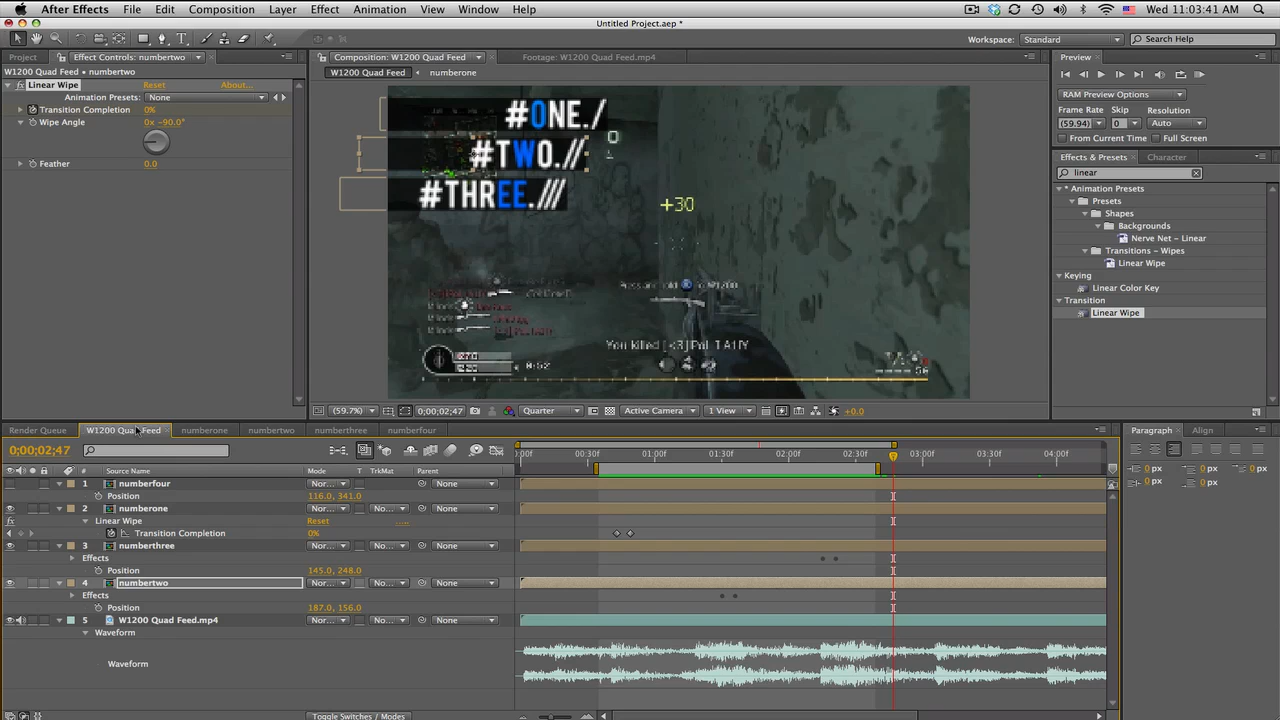 After Effects File Edit Composition Layer Effect Animation View Window Help Wed 11:03:41 AM
Untitled Project.aep *
Workspace: Standard Search Help
Project Effect Controls: numbertwo Composition: W1200 Quad Feed Footage: W1200 Quad Feed.mp4 Preview
W1200 Quad Feed • numbertwo W1200 Quad Feed numberone
fx Linear Wipe Reset About...
Animation Presets: None
Transition Completion 0%
Wipe Angle 0x -90.0°
Feather 0.0
#ONE./
#TWO.//
#THREE.///
+30
You killed
RAM Preview Options
Frame Rate Skip Resolution
(59.94) 0 Auto
From Current Time Full Screen
Effects & Presets Character
linear
* Animation Presets
Presets
Shapes
Backgrounds
Nerve Net – Linear
Transitions – Wipes
Linear Wipe
Keying
Linear Color Key
Transition
Linear Wipe
(59.7%) 0;00;02;47 Quarter Active Camera 1 View +0.0
Render Queue W1200 Quad Feed numberone numbertwo numberthree numberfour
0;00;02;47
:00f 00:30f 01:00f 01:30f 02:00f 02:30f 03:00f 03:30f 04:00f
# Source Name Mode T TrkMat Parent
1 numberfour Nor... None
Position 116.0, 341.0
2 numberone Nor... No... None
Linear Wipe Reset ....
Transition Completion 0%
3 numberthree Nor... No... None
Effects
Position 145.0, 248.0
4 numbertwo Nor... No... None
Effects
Position 187.0, 156.0
5 W1200 Quad Feed.mp4 Nor... No... None
Waveform
Waveform
Toggle Switches / Modes
Paragraph Align
0 px 0 px 0 px
0 px 0 px